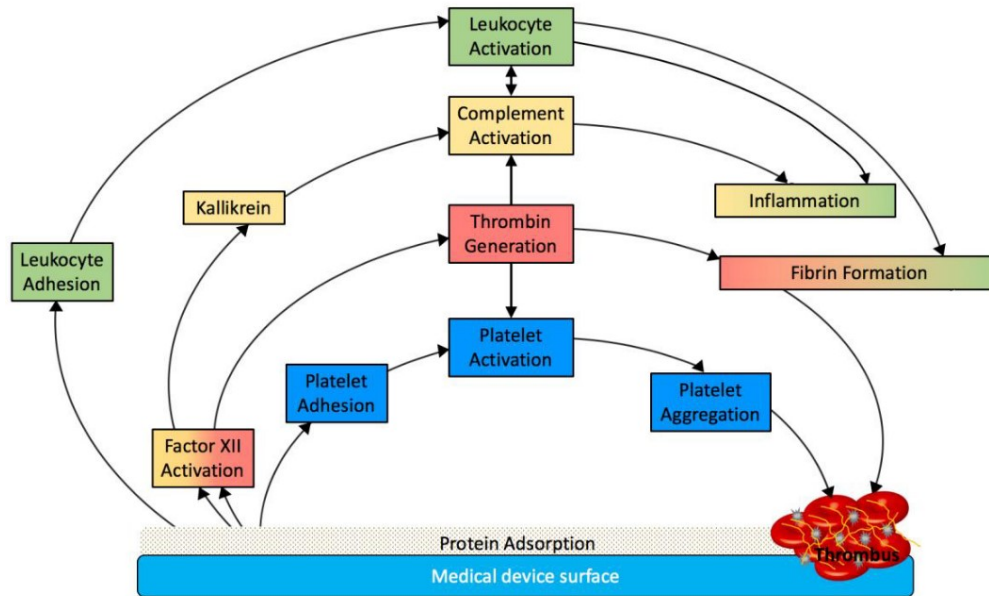 Leukocyte
Activation
Complement
Activation
Kallikrein
Inflammation
Thrombin
Generation
Leukocyte
Adhesion
Fibrin Formation
Platelet
Activation
Platelet
Adhesion
Platelet
Aggregation
Factor XII
Activation
Protein Adsorption
Thrombus
Medical device surface